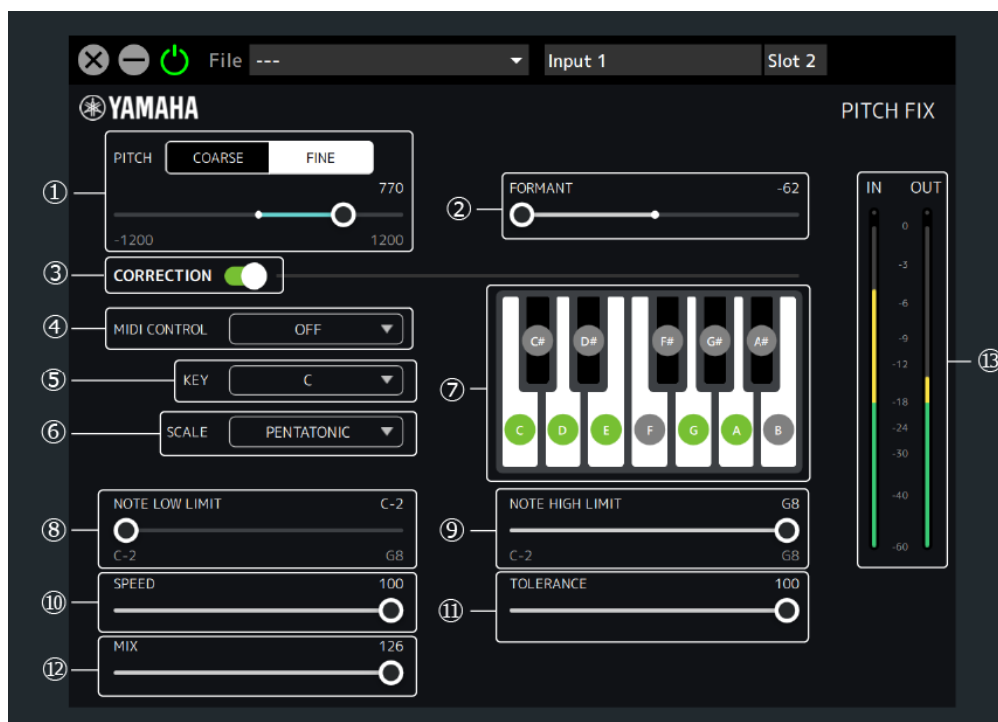 File --- Input 1 Slot 2
YAMAHA PITCH FIX
① PITCH COARSE FINE
770
-1200 1200
② FORMANT -62
③ CORRECTION
④ MIDI CONTROL OFF
⑤ KEY C
⑥ SCALE PENTATONIC
⑦
C# D# F# G# A#
C D E F G A B
⑧ NOTE LOW LIMIT C-2
C-2 G8
⑨ NOTE HIGH LIMIT G8
C-2 G8
⑩ SPEED 100
⑪ TOLERANCE 100
⑫ MIX 126
⑬
IN OUT
0
-3
-6
-9
-12
-18
-24
-30
-40
-60